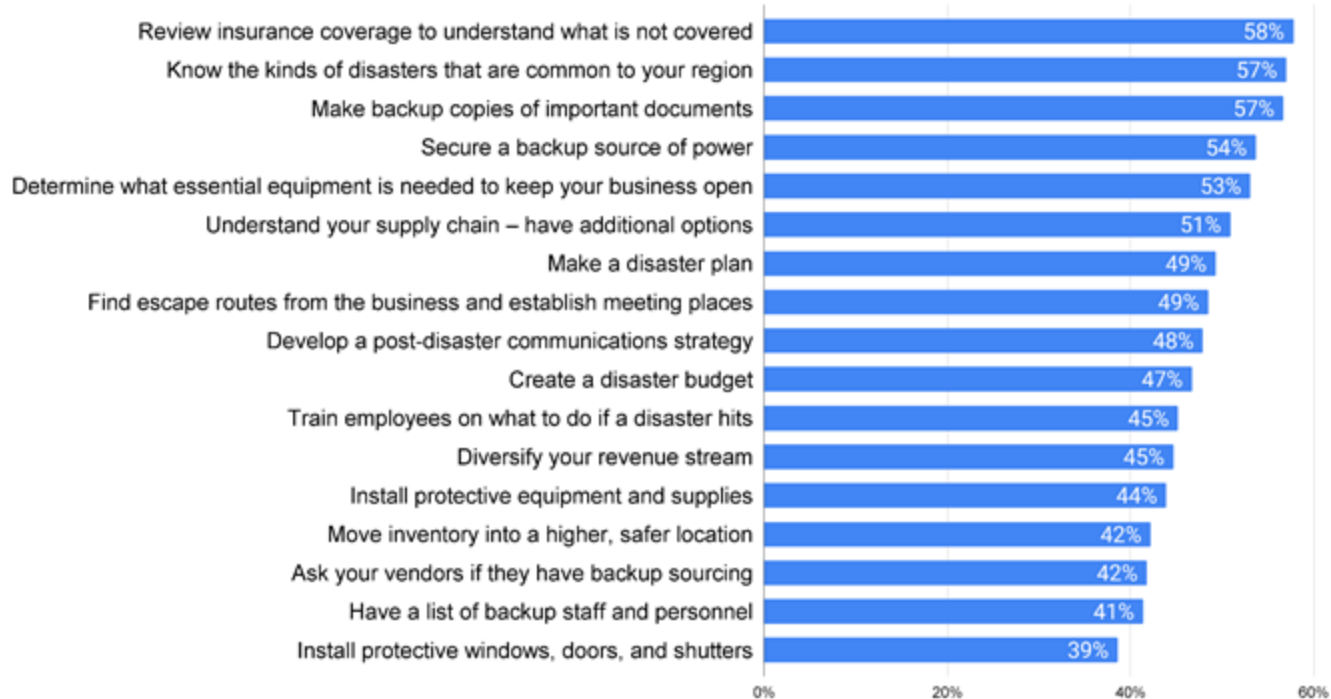 Review insurance coverage to understand what is not covered 58%
Know the kinds of disasters that are common to your region 57%
Make backup copies of important documents 57%
Secure a backup source of power 54%
Determine what essential equipment is needed to keep your business open 53%
Understand your supply chain – have additional options 51%
Make a disaster plan 49%
Find escape routes from the business and establish meeting places 49%
Develop a post-disaster communications strategy 48%
Create a disaster budget 47%
Train employees on what to do if a disaster hits 45%
Diversify your revenue stream 45%
Install protective equipment and supplies 44%
Move inventory into a higher, safer location 42%
Ask your vendors if they have backup sourcing 42%
Have a list of backup staff and personnel 41%
Install protective windows, doors, and shutters 39%
0% 20% 40% 60%